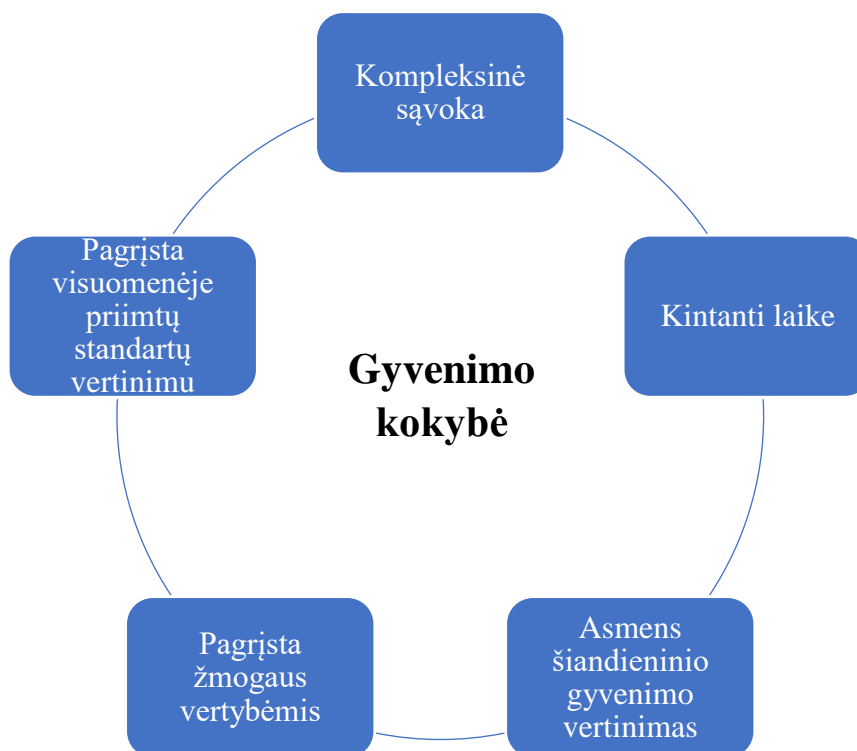 Kompleksinė
sąvoka
Kintanti laike
Asmens
šiandieninio
gyvenimo
vertinimas
Pagrįsta
žmogaus
vertybėmis
Pagrįsta
visuomenėje
priimtų
standartų
vertinimu
Gyvenimo
kokybė